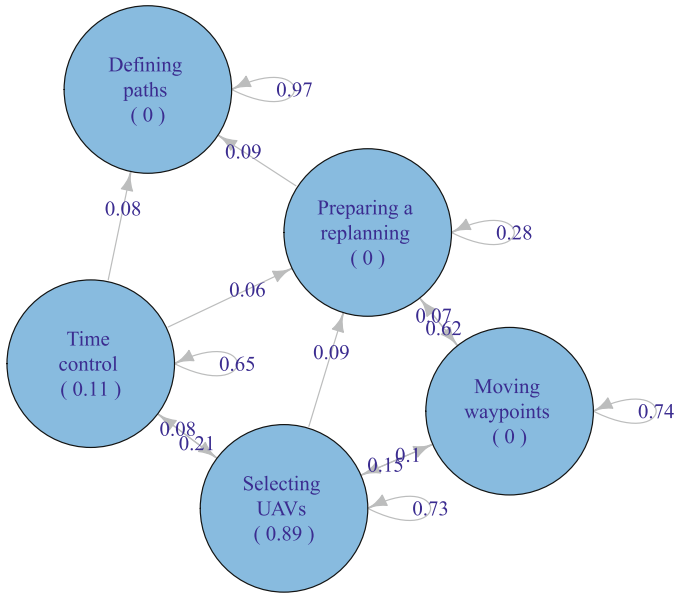 Defining
paths
( 0 )
0.97
0.09
0.08
Preparing a
replanning
( 0 )
0.28
0.06
0.07
0.62
0.09
Time
control
( 0.11 )
0.65
Moving
waypoints
( 0 )
0.74
0.08
0.21
0.1
0.15
Selecting
UAVs
( 0.89 )
0.73